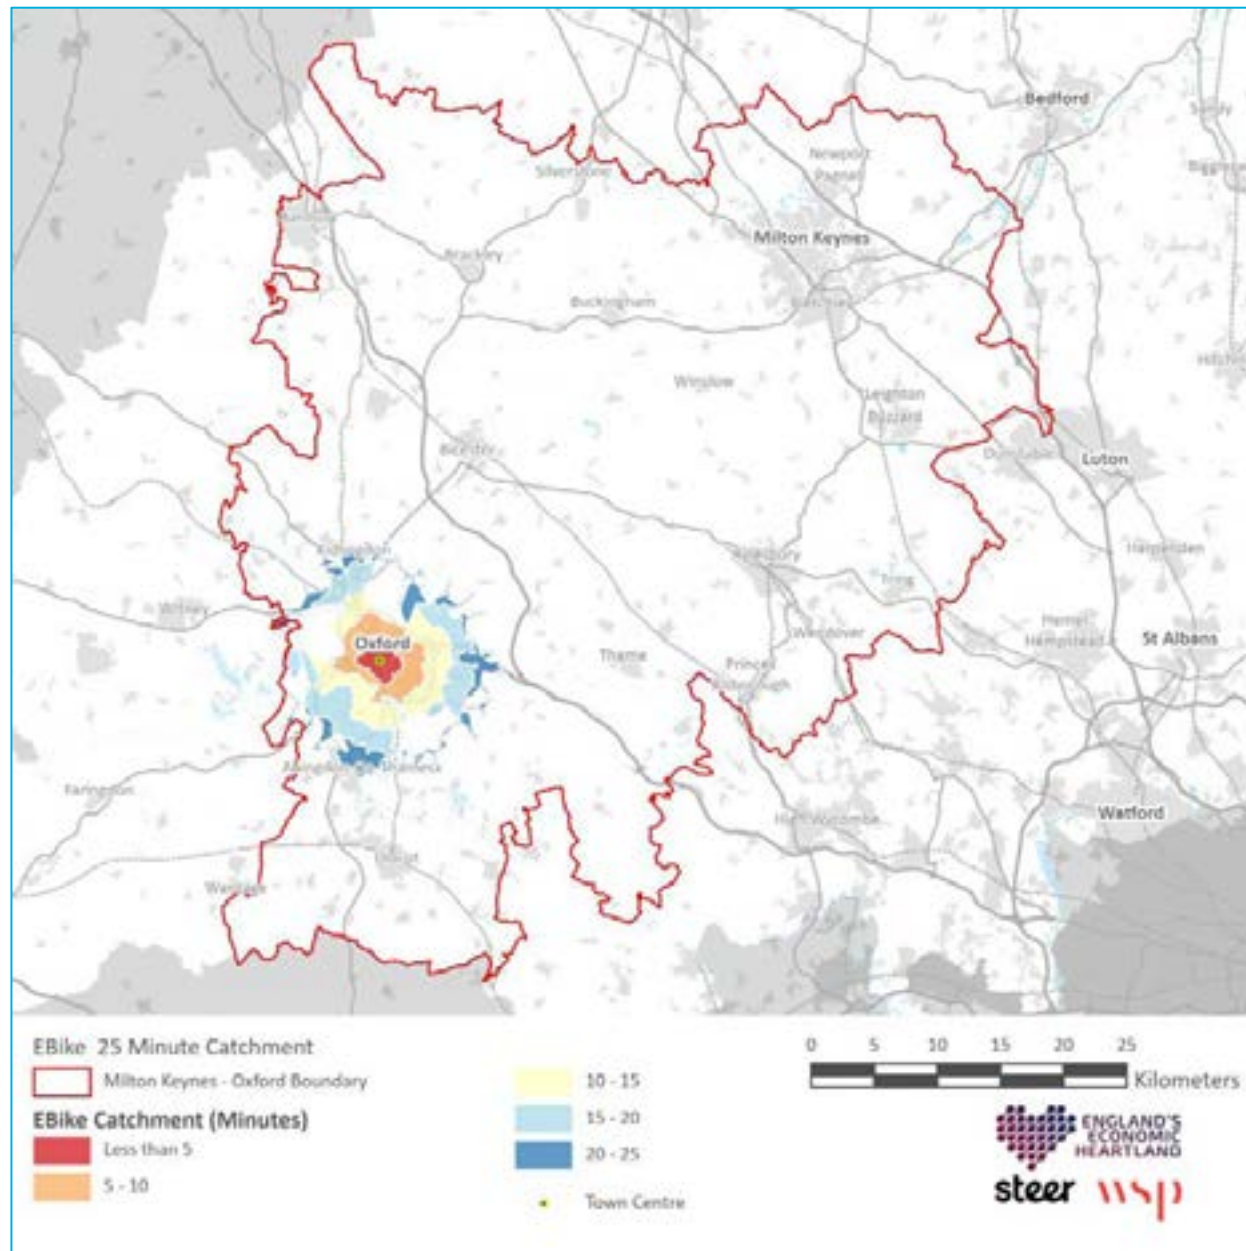 Bedford
Sandy
Newport
Pagnell
Silverstone
Milton Keynes
Brackley
Buckingham
Hitchin
Winslow
Leighton
Buzzard
Bicester
Dunstable
Luton
Kidlington
Aylesbury
Harpenden
Tring
Witney
Hemel
Hempstead
St Albans
Wendover
Oxford
Thame
Princes
Risborough
Faringdon
High Wycombe
Watford
Didcot
Wantage
EBike 25 Minute Catchment
Milton Keynes - Oxford Boundary
EBike Catchment (Minutes)
Less than 5
5 - 10
10 - 15
15 - 20
20 - 25
Town Centre
0 5 10 15 20 25
Kilometers
ENGLAND'S
ECONOMIC
HEARTLAND
steer wsp